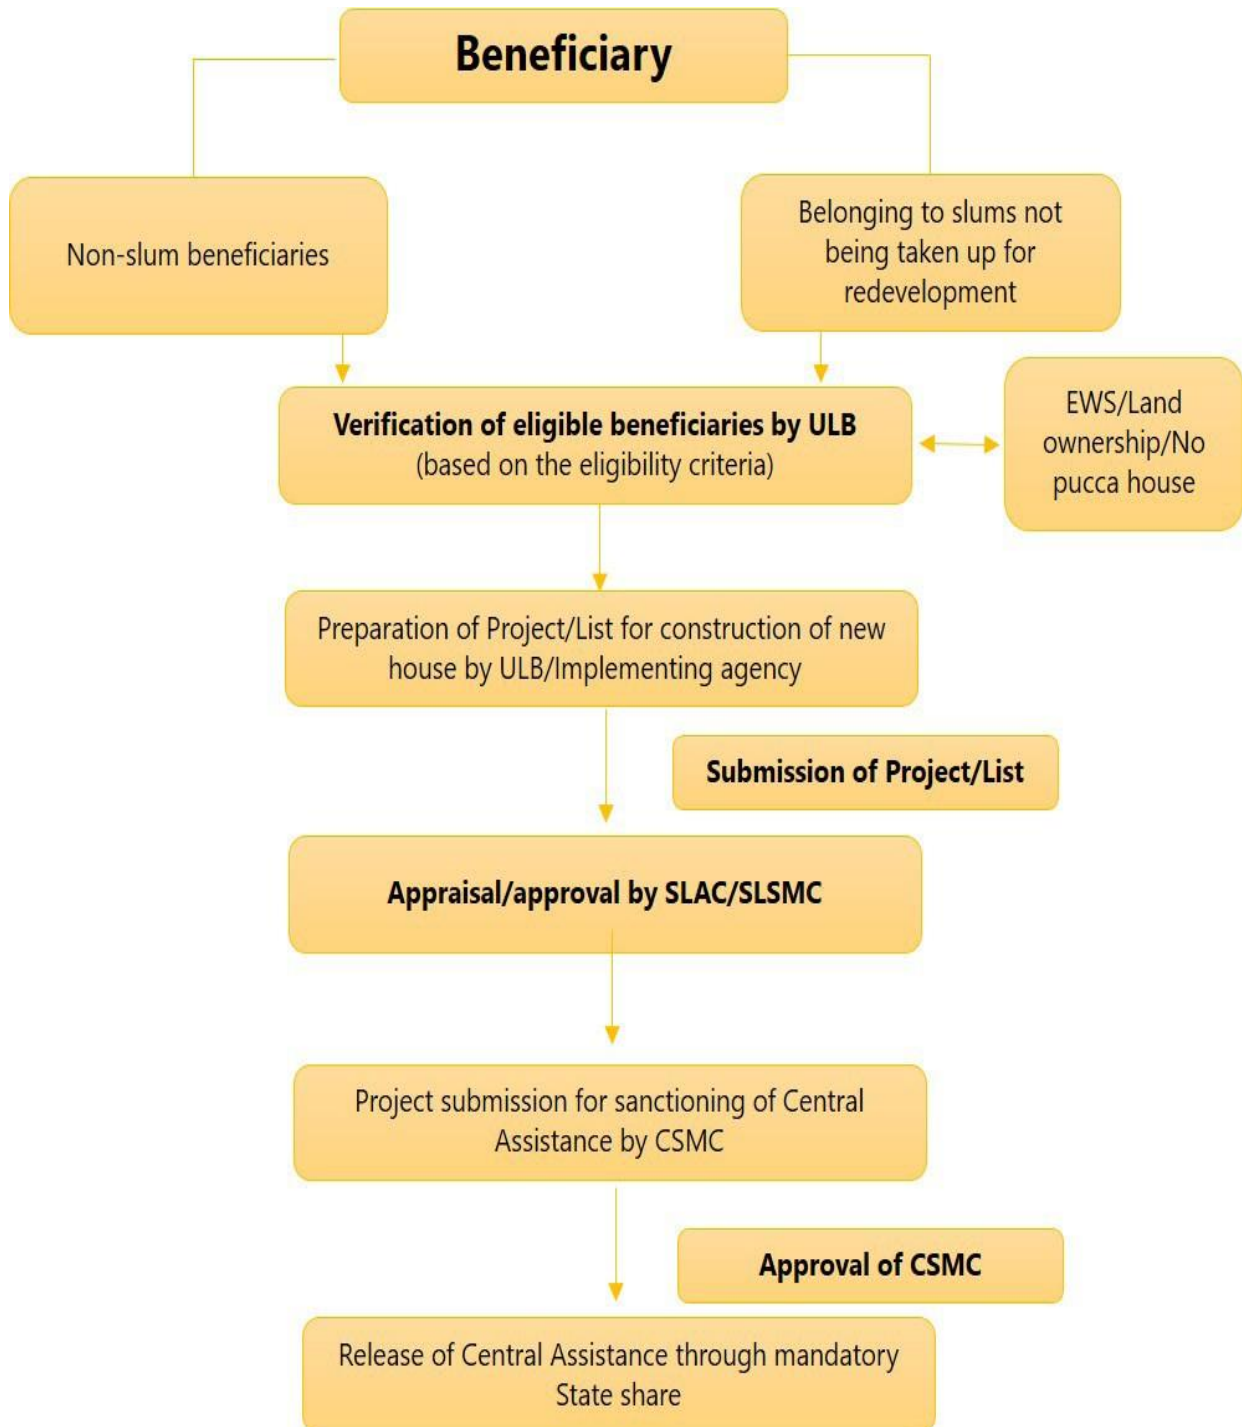 Beneficiary
Non-slum beneficiaries
Belonging to slums not
being taken up for
redevelopment
Verification of eligible beneficiaries by ULB
(based on the eligibility criteria)
EWS/Land
ownership/No
pucca house
Preparation of Project/List for construction of new
house by ULB/Implementing agency
Submission of Project/List
Appraisal/approval by SLAC/SLSMC
Project submission for sanctioning of Central
Assistance by CSMC
Approval of CSMC
Release of Central Assistance through mandatory
State share